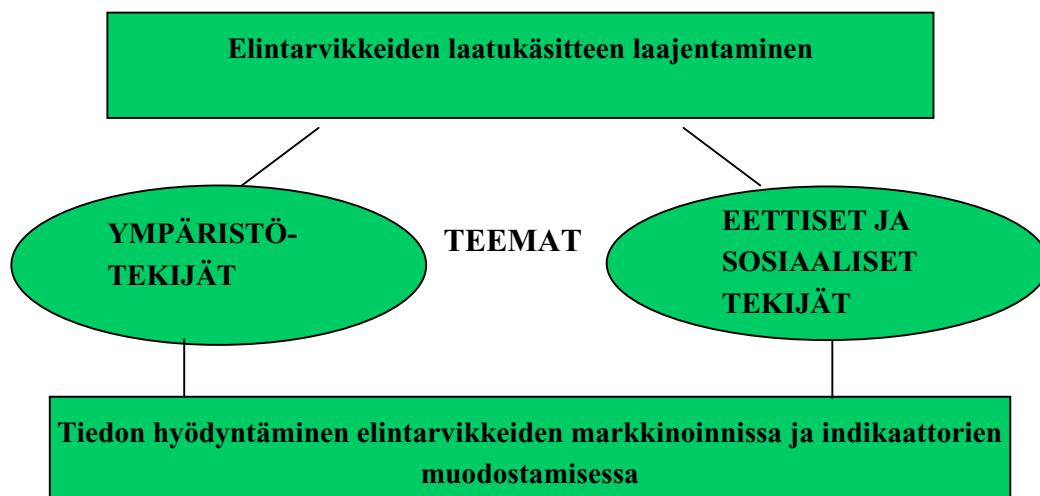 Elintarvikkeiden laatukäsitteen laajentaminen
YMPÄRISTÖ-
TEKIJÄT
TEEMAT
EETTISET JA
SOSIAALISET
TEKIJÄT
Tiedon hyödyntäminen elintarvikkeiden markkinoinnissa ja indikaattorien
muodostamisessa